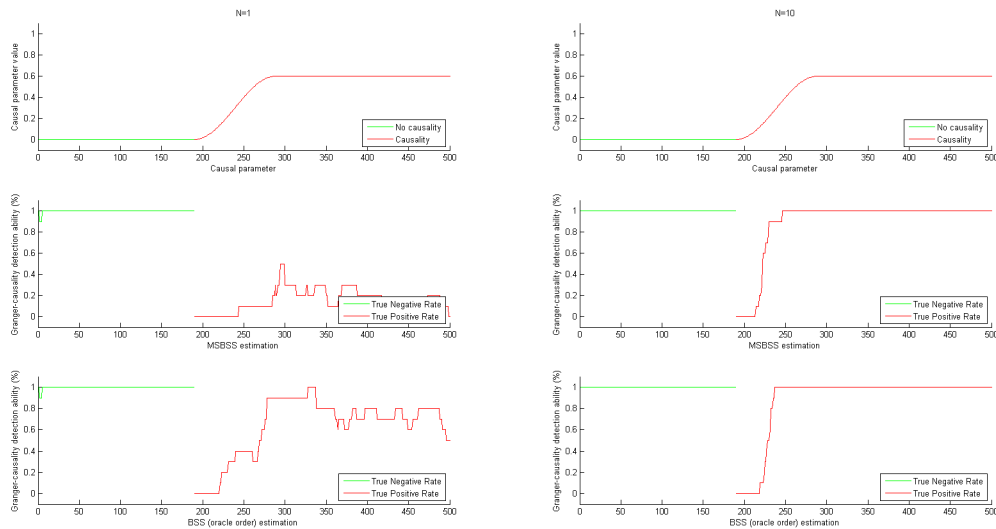 N=1
Causal parameter value
1
0.8
0.6
0.4
0.2
0
No causality
Causality
0 50 100 150 200 250 300 350 400 450 500
Causal parameter
Granger-causality detection ability (%)
1
0.8
0.6
0.4
0.2
0
True Negative Rate
True Positive Rate
0 50 100 150 200 250 300 350 400 450 500
MSBSS estimation
Granger-causality detection ability (%)
1
0.8
0.6
0.4
0.2
0
True Negative Rate
True Positive Rate
0 50 100 150 200 250 300 350 400 450 500
BSS (oracle order) estimation
N=10
Causal parameter value
1
0.8
0.6
0.4
0.2
0
No causality
Causality
0 50 100 150 200 250 300 350 400 450 500
Causal parameter
Granger-causality detection ability (%)
1
0.8
0.6
0.4
0.2
0
True Negative Rate
True Positive Rate
0 50 100 150 200 250 300 350 400 450 500
MSBSS estimation
Granger-causality detection ability (%)
1
0.8
0.6
0.4
0.2
0
True Negative Rate
True Positive Rate
0 50 100 150 200 250 300 350 400 450 500
BSS (oracle order) estimation